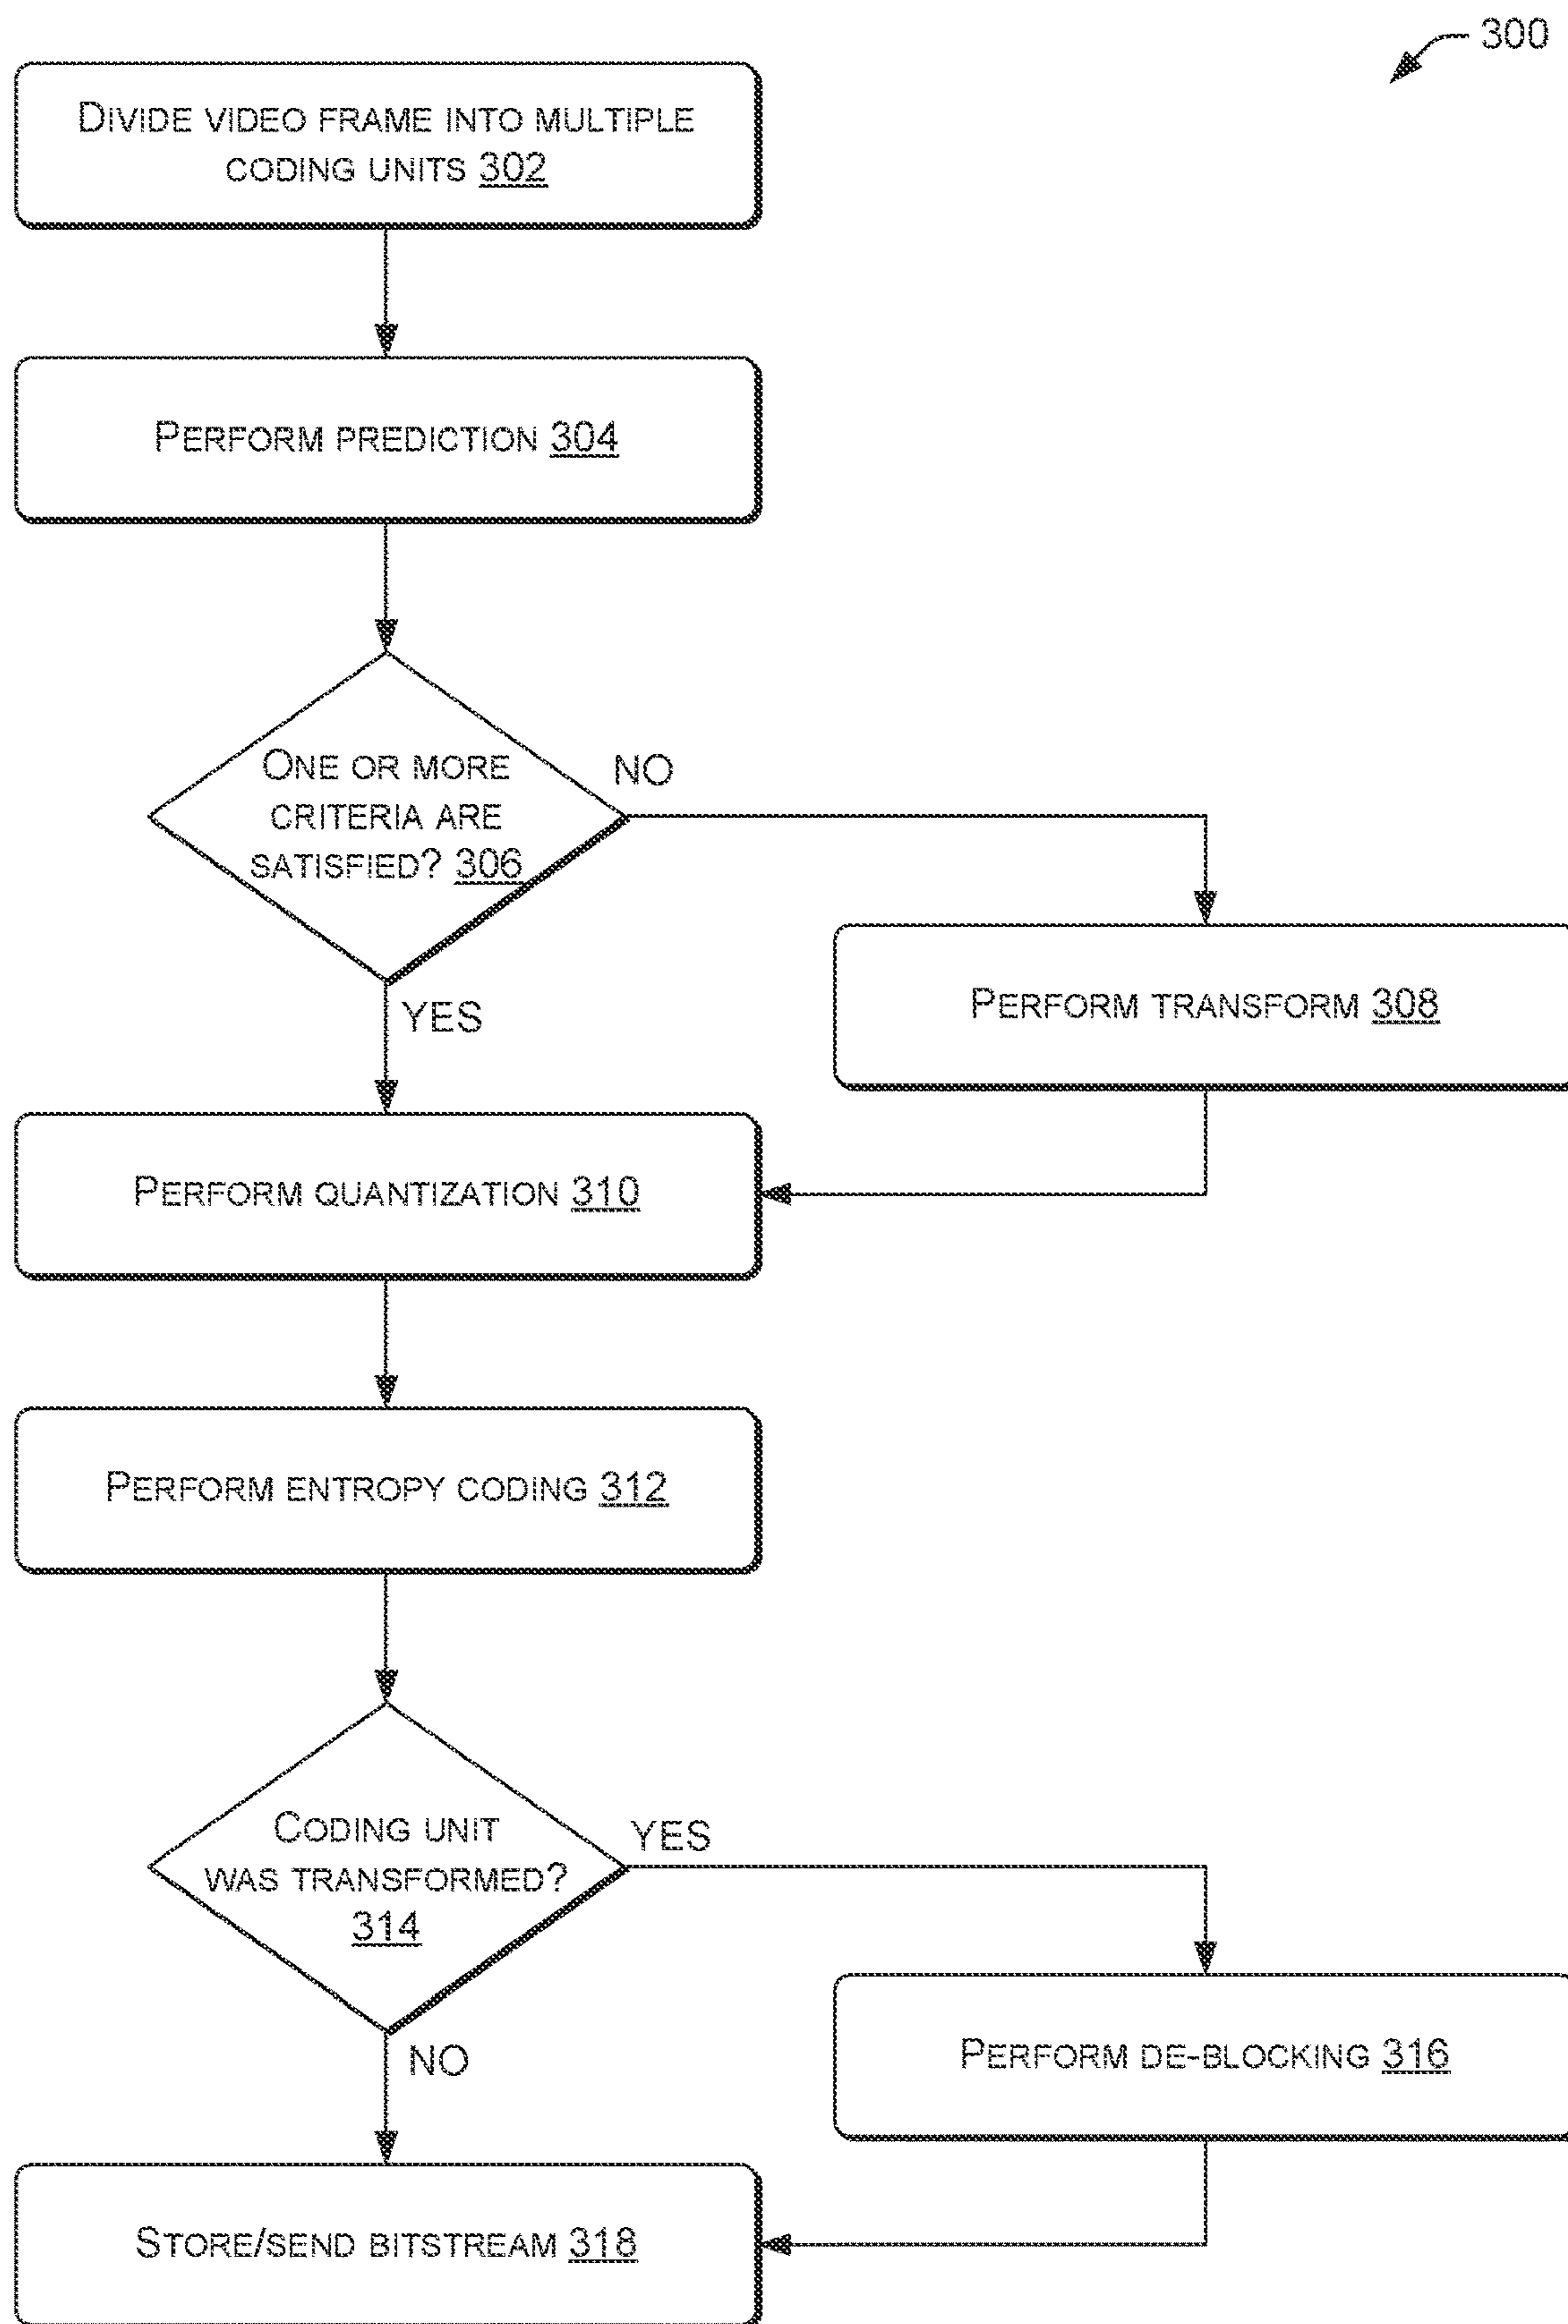 300
DIVIDE VIDEO FRAME INTO MULTIPLE
CODING UNITS 302
PERFORM PREDICTION 304
ONE OR MORE
CRITERIA ARE
SATISFIED? 306
NO
YES
PERFORM TRANSFORM 308
PERFORM QUANTIZATION 310
PERFORM ENTROPY CODING 312
CODING UNIT
WAS TRANSFORMED?
314
YES
NO
PERFORM DE-BLOCKING 316
STORE/SEND BITSTREAM 318